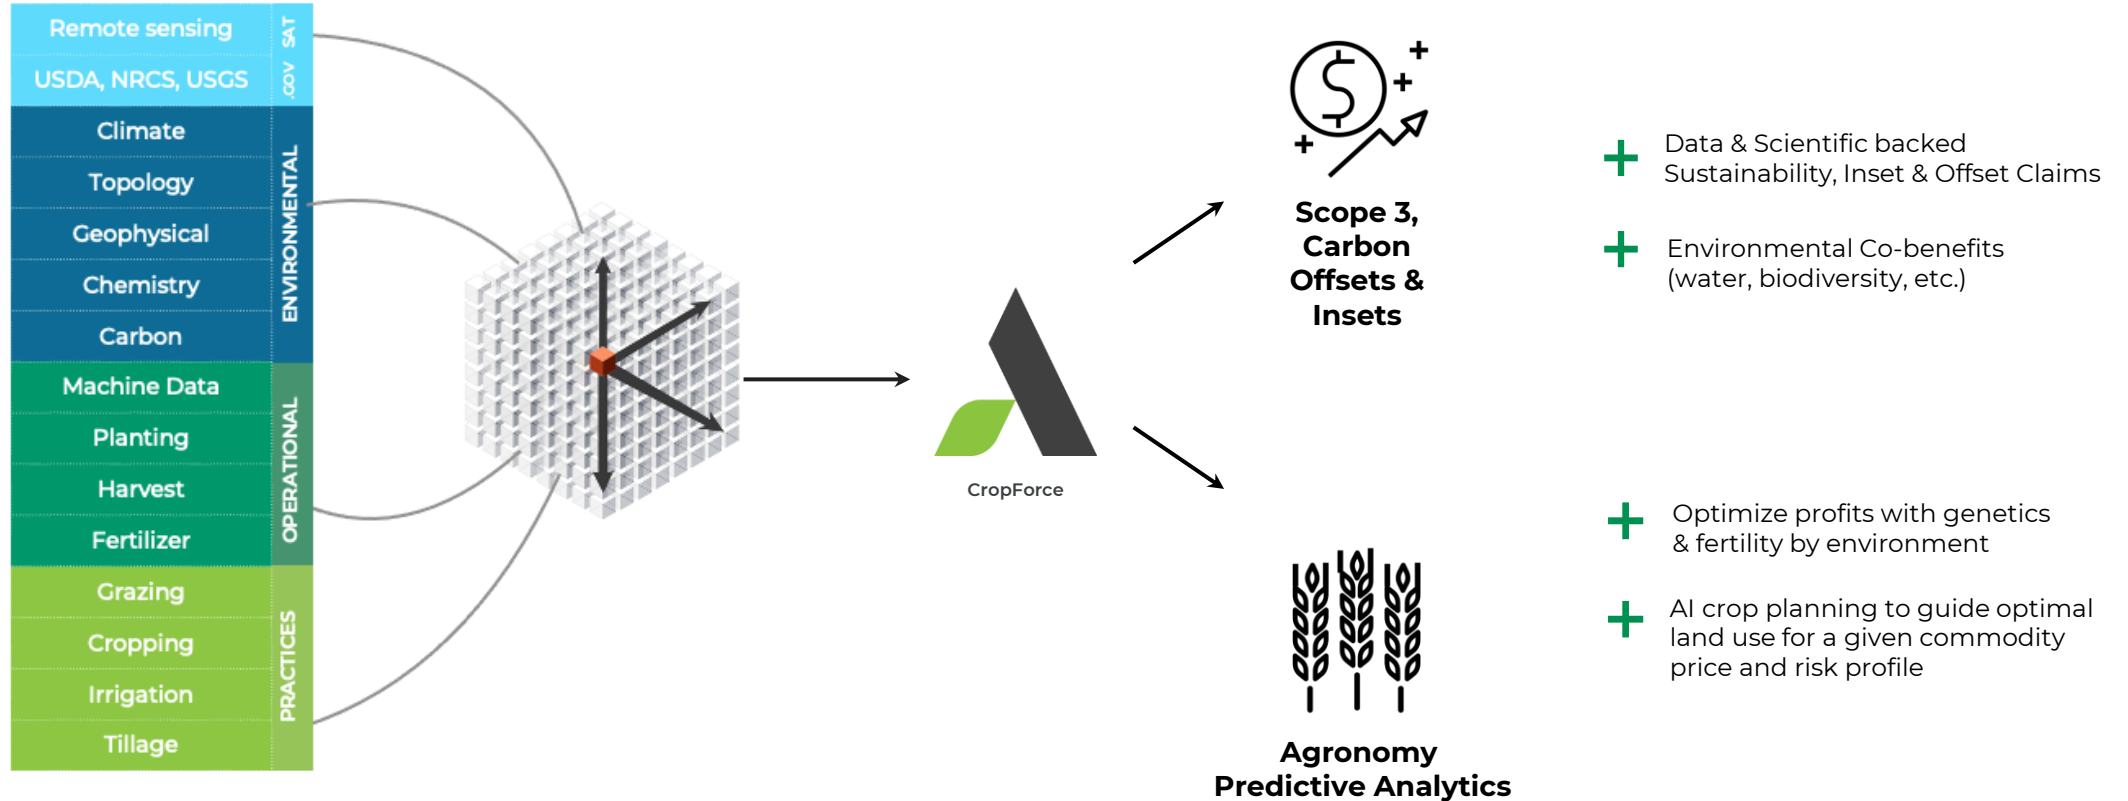 Remote sensing
SAT
USDA, NRCS, USGS
.GOV
Climate
Topology
Geophysical
Chemistry
Carbon
ENVIRONMENTAL
Machine Data
Planting
Harvest
Fertilizer
OPERATIONAL
Grazing
Cropping
Irrigation
Tillage
PRACTICES
CropForce
Scope 3,
Carbon
Offsets &
Insets
Data & Scientific backed
Sustainability, Inset & Offset Claims
Environmental Co-benefits
(water, biodiversity, etc.)
Agronomy
Predictive Analytics
Optimize profits with genetics
& fertility by environment
AI crop planning to guide optimal
land use for a given commodity
price and risk profile